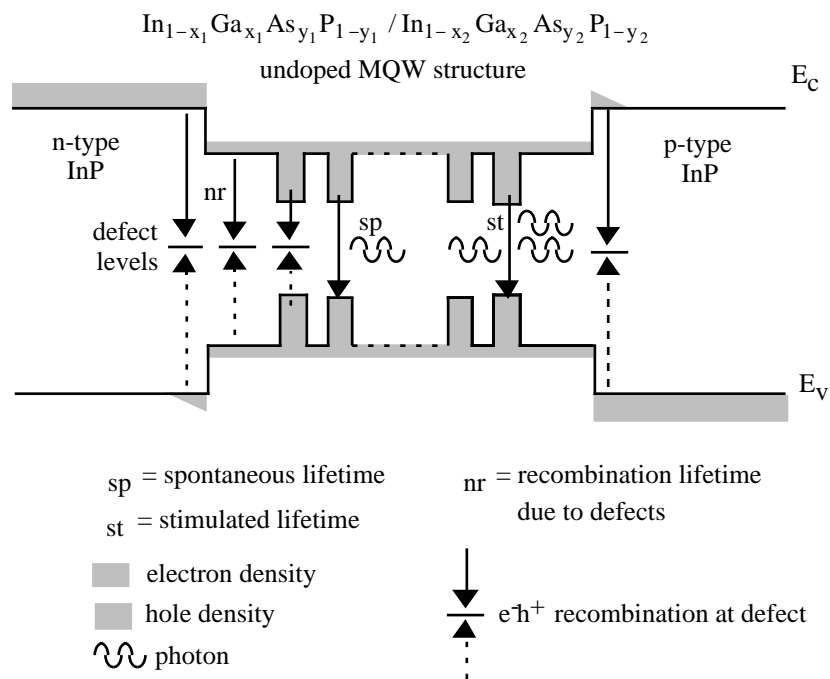 In₁₋ₓ₁Gaₓ₁Asy₁P1-y₁ / In₁₋ₓ₂Gaₓ₂Asy₂P1-y₂
undoped MQW structure
Ec
n-type
InP
p-type
InP
nr
sp
st
defect
levels
Ev
sp = spontaneous lifetime
st = stimulated lifetime
nr = recombination lifetime
due to defects
electron density
hole density
photon
e-h+ recombination at defect